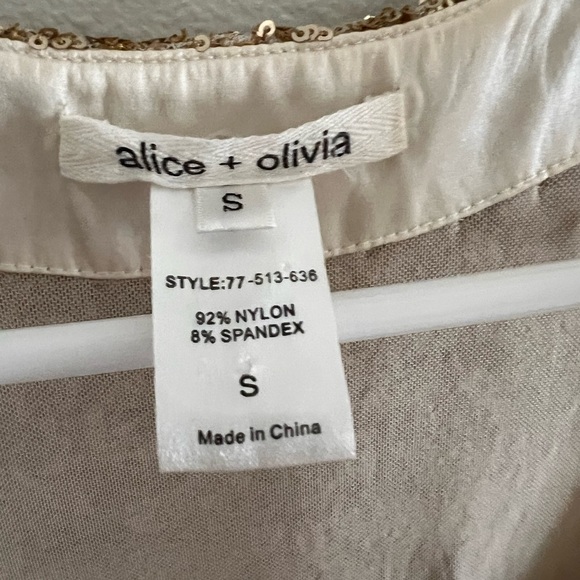 alice + olivia
S
STYLE:77-513-636
92% NYLON
8% SPANDEX
S
Made in China